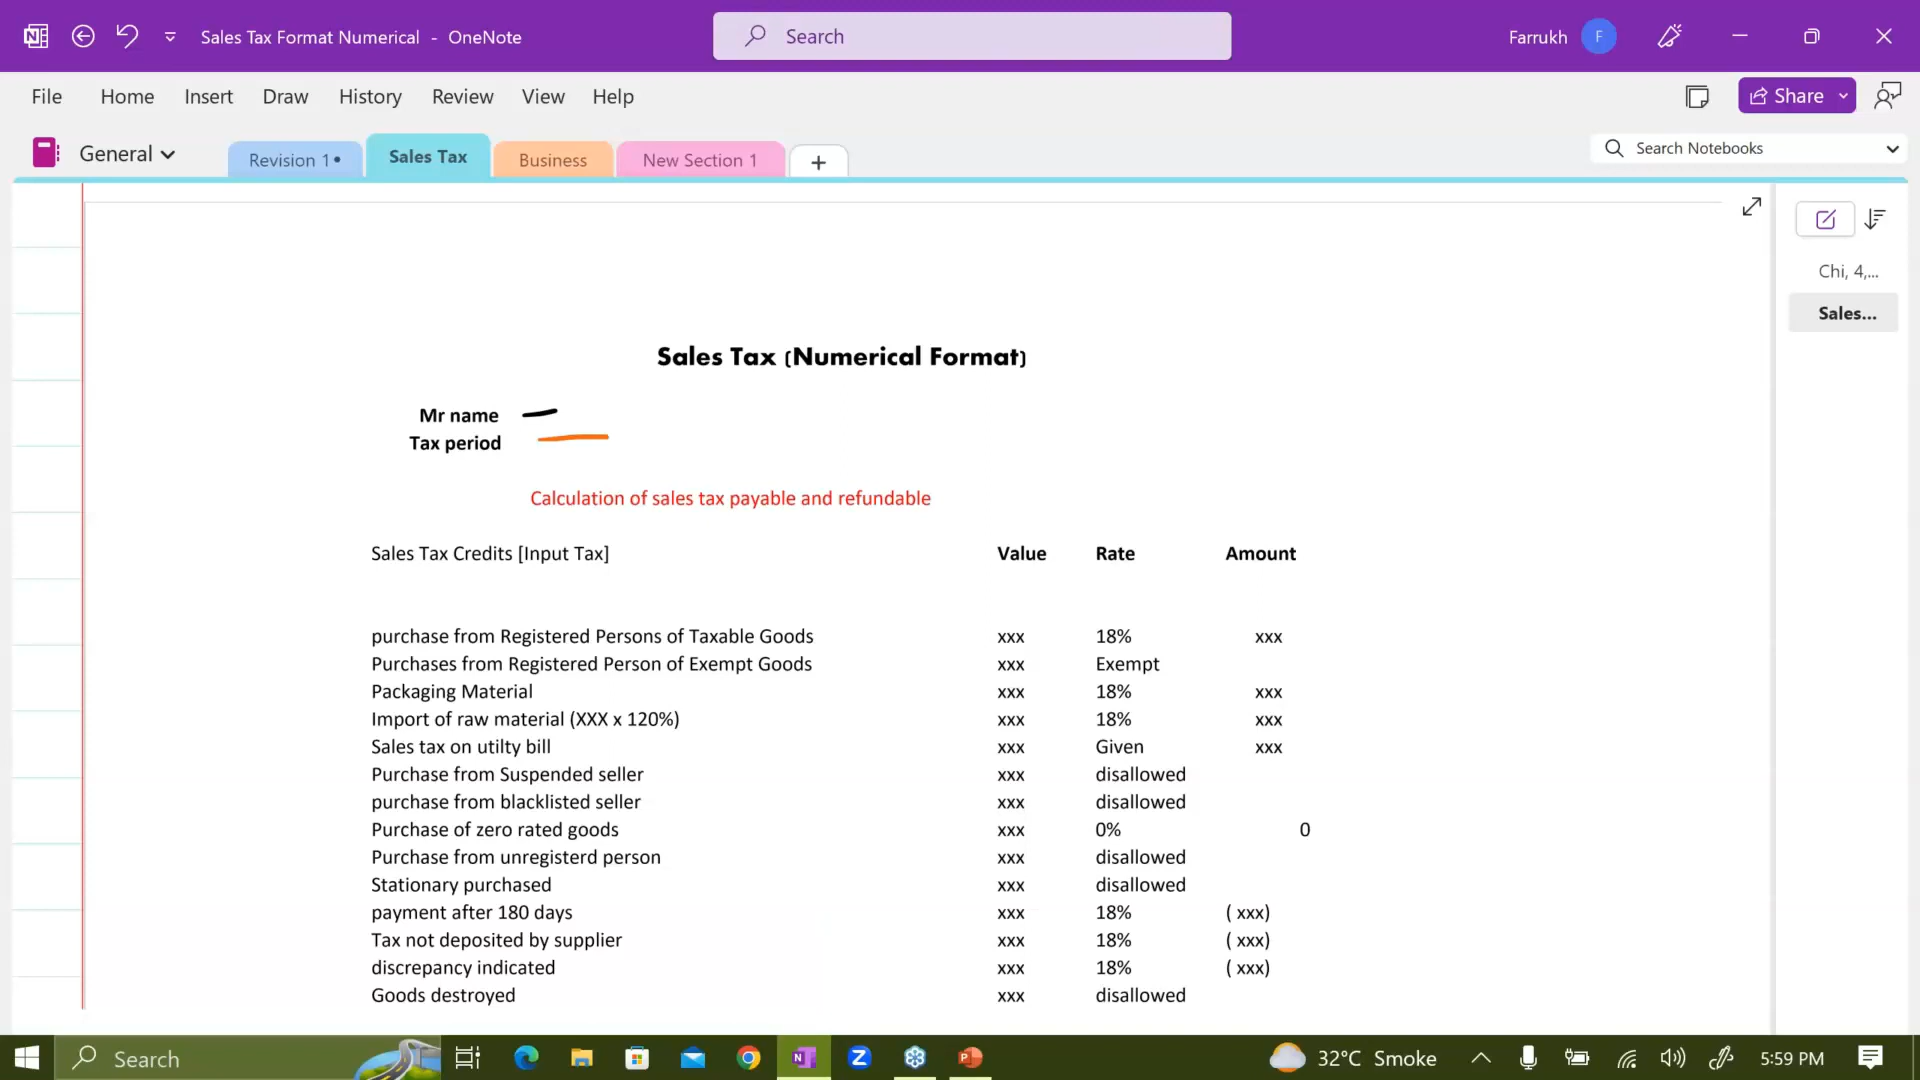 Sales Tax Format Numerical - OneNote
Search
Farrukh
F
File Home Insert Draw History Review View Help
Share
General
Revision 1•
Sales Tax
Business
New Section 1
+
Search Notebooks
Chi, 4,...
Sales...
Sales Tax (Numerical Format)
Mr name
Tax period
Calculation of sales tax payable and refundable
Sales Tax Credits [Input Tax] Value Rate Amount
purchase from Registered Persons of Taxable Goods xxx 18% xxx
Purchases from Registered Person of Exempt Goods xxx Exempt
Packaging Material xxx 18% xxx
Import of raw material (XXX x 120%) xxx 18% xxx
Sales tax on utilty bill xxx Given xxx
Purchase from Suspended seller xxx disallowed
purchase from blacklisted seller xxx disallowed
Purchase of zero rated goods xxx 0% 0
Purchase from unregisterd person xxx disallowed
Stationary purchased xxx disallowed
payment after 180 days xxx 18% ( xxx)
Tax not deposited by supplier xxx 18% ( xxx)
discrepancy indicated xxx 18% ( xxx)
Goods destroyed xxx disallowed
Search
32°C Smoke
5:59 PM